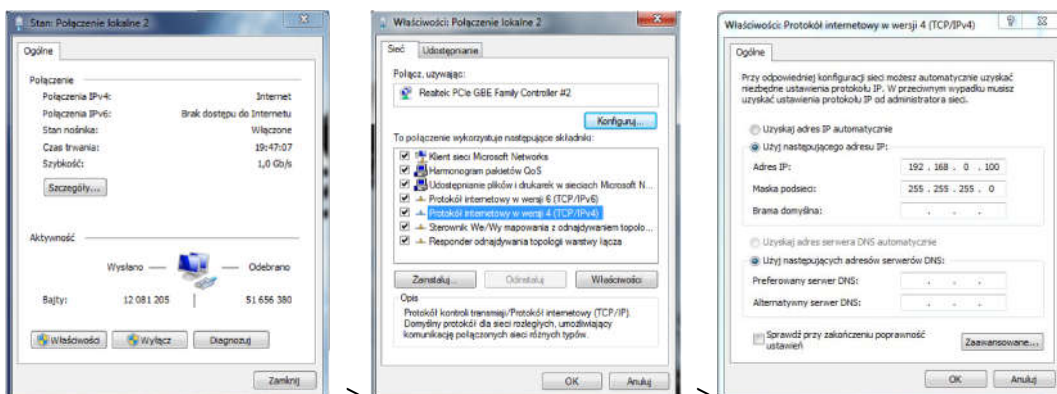 Stan: Połączenie lokalne 2
Ogólne
Połączenie
Połączenia IPv4: Internet
Połączenia IPv6: Brak dostępu do Internetu
Stan nośnika: Włączone
Czas trwania: 19:47:07
Szybkość: 1,0 Gb/s
Szczegóły...
Aktywność
Wysłano — — Odebrano
Bajty: 12 081 205 | 51 656 380
Właściwości Wyłącz Diagnozuj
Zamknij
>
Właściwości: Połączenie lokalne 2
Sieć Udostępnianie
Połącz, używając:
Realtek PCIe GBE Family Controller #2
Konfiguruj...
To połączenie wykorzystuje następujące składniki:
Klient sieci Microsoft Networks
Harmonogram pakietów QoS
Udostępnianie plików i drukarek w sieciach Microsoft N...
Protokół internetowy w wersji 6 (TCP/IPv6)
Protokół internetowy w wersji 4 (TCP/IPv4)
Sterownik We/Wy mapowania z odnajdywaniem topolo...
Responder odnajdywania topologii warstwy łącza
Zainstaluj... Odinstaluj Właściwości
Opis
Protokół kontroli transmisji/Protokół internetowy (TCP/IP).
Domyślny protokół dla sieci rozległych, umożliwiający
komunikację połączonych sieci różnych typów.
OK Anuluj
>
Właściwości: Protokół internetowy w wersji 4 (TCP/IPv4)
Ogólne
Przy odpowiedniej konfiguracji sieci możesz automatycznie uzyskać
niezbędne ustawienia protokołu IP. W przeciwnym wypadku musisz
uzyskać ustawienia protokołu IP od administratora sieci.
Uzyskaj adres IP automatycznie
Użyj następującego adresu IP:
Adres IP: 192 . 168 . 0 . 100
Maska podsieci: 255 . 255 . 255 . 0
Brama domyślna: . . .
Uzyskaj adres serwera DNS automatycznie
Użyj następujących adresów serwerów DNS:
Preferowany serwer DNS: . . .
Alternatywny serwer DNS: . . .
Sprawdź przy zakończeniu poprawność
ustawień
Zaawansowane...
OK Anuluj